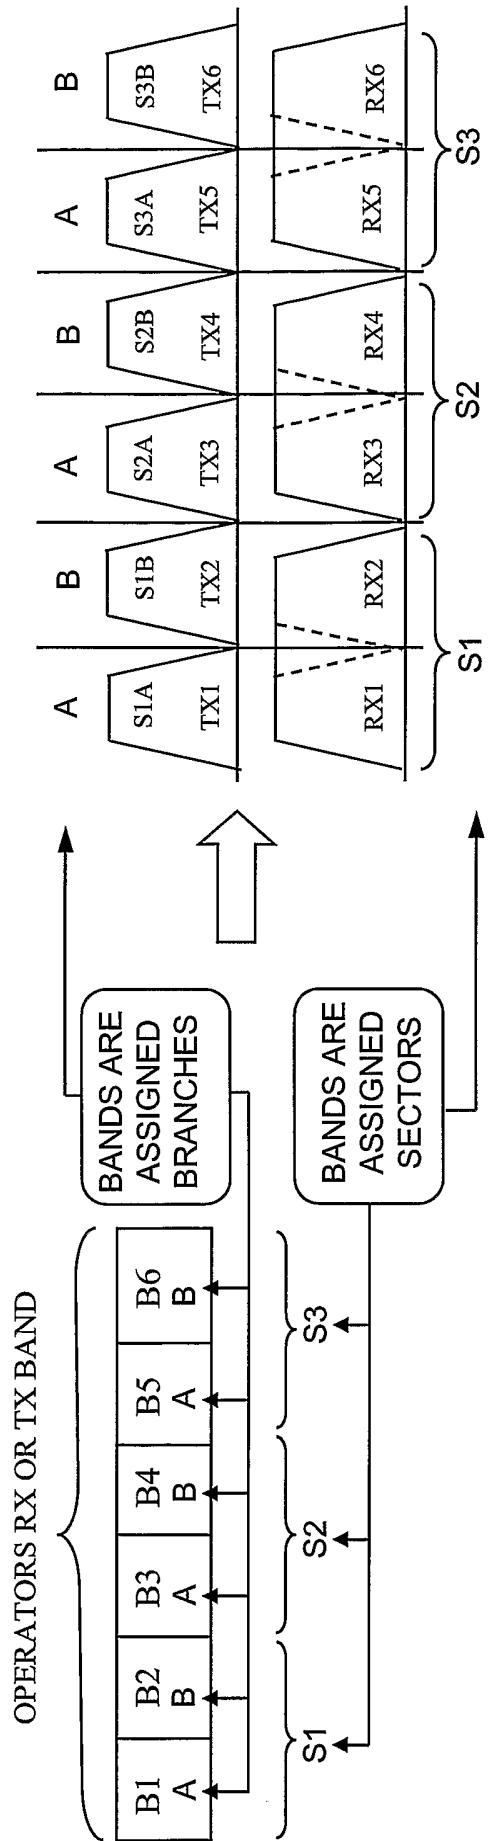 OPERATORS RX OR TX BAND
B1 B2 B3 B4 B5 B6
A B A B A B
S1 S2 S3
BANDS ARE
ASSIGNED
BRANCHES
BANDS ARE
ASSIGNED
SECTORS
A B A B A B
S1A S1B S2A S2B S3A S3B
TX1 TX2 TX3 TX4 TX5 TX6
RX1 RX2 RX3 RX4 RX5 RX6
S1 S2 S3